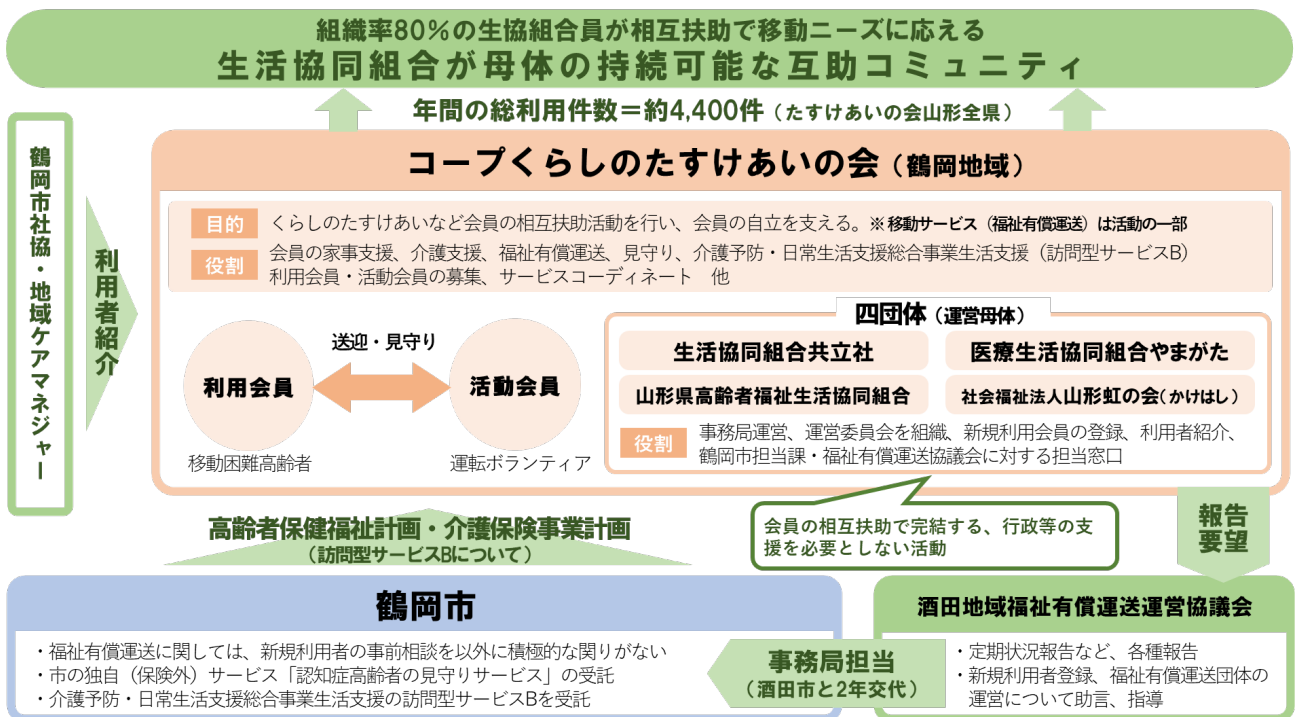 組織率80%の生協組合員が相互扶助で移動ニーズに応える
生活協同組合が母体の持続可能な互助コミュニティ
年間の総利用件数＝約4,400件（たすけあいの会山形全県）
鶴岡市社協・地域ケアマネジャー
利用者紹介
コープくらしのたすけあいの会（鶴岡地域）
目的
くらしのたすけあいなど会員の相互扶助活動を行い、会員の自立を支える。※移動サービス（福祉有償運送）は活動の一部
役割
会員の家事支援、介護支援、福祉有償運送、見守り、介護予防・日常生活支援総合事業生活支援（訪問型サービスB）
利用会員・活動会員の募集、サービスコーディネート　他
利用会員
送迎・見守り
活動会員
移動困難高齢者
運転ボランティア
四団体（運営母体）
生活協同組合共立社
医療生活協同組合やまがた
山形県高齢者福祉生活協同組合
社会福祉法人山形虹の会（かけはし）
役割
事務局運営、運営委員会を組織、新規利用会員の登録、利用者紹介、
鶴岡市担当課・福祉有償運送協議会に対する担当窓口
会員の相互扶助で完結する、行政等の支
援を必要としない活動
報告
要望
高齢者保健福祉計画・介護保険事業計画
（訪問型サービスBについて）
鶴岡市
・福祉有償運送に関しては、新規利用者の事前相談を以外に積極的な関りがない
・市の独自（保険外）サービス「認知症高齢者の見守りサービス」の受託
・介護予防・日常生活支援総合事業生活支援の訪問型サービスBを受託
事務局担当
（酒田市と2年交代）
酒田地域福祉有償運送運営協議会
・定期状況報告など、各種報告
・新規利用者登録、福祉有償運送団体の
運営について助言、指導